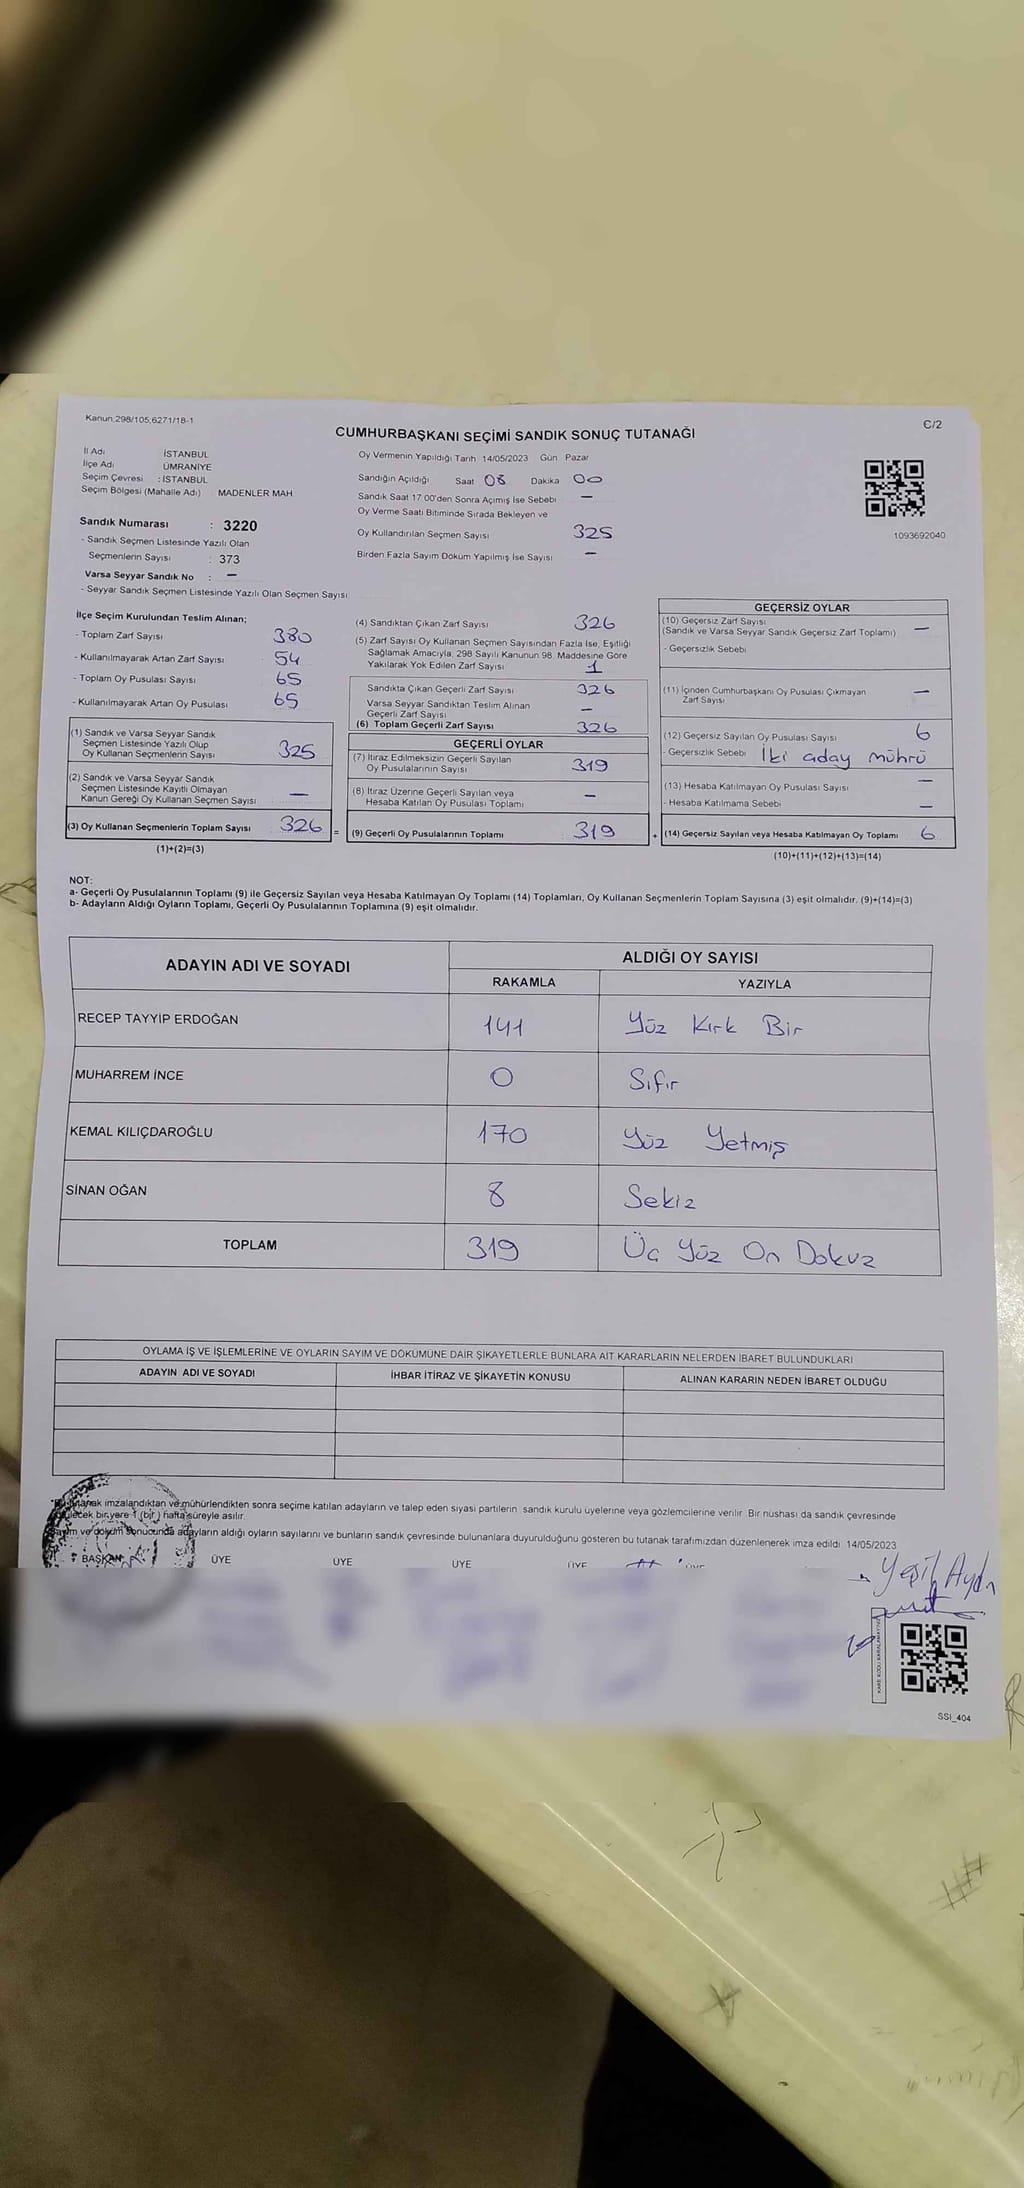 Kanun,298/105,6271/18-1
C/2
CUMHURBAŞKANI SEÇİMİ SANDIK SONUÇ TUTANAĞI
İl Adı İSTANBUL
İlçe Adı ÜMRANİYE
Seçim Çevresi : İSTANBUL
Seçim Bölgesi (Mahalle Adı) MADENLER MAH
Sandık Numarası : 3220
- Sandık Seçmen Listesinde Yazılı Olan
Seçmenlerin Sayısı : 373
Varsa Seyyar Sandık No : –
- Seyyar Sandık Seçmen Listesinde Yazılı Olan Seçmen Sayısı
Oy Vermenin Yapıldığı Tarih 14/05/2023 Gün Pazar
Sandığın Açıldığı Saat 08 Dakika 00
Sandık Saat 17.00'den Sonra Açımış İse Sebebi –
Oy Verme Saati Bitiminde Sırada Bekleyen ve
Oy Kullandırılan Seçmen Sayısı 325
Birden Fazla Sayım Döküm Yapılmış İse Sayısı –
1093692040
İlçe Seçim Kurulundan Teslim Alınan;
- Toplam Zarf Sayısı 380
- Kullanılmayarak Artan Zarf Sayısı 54
- Toplam Oy Pusulası Sayısı 65
- Kullanılmayarak Artan Oy Pusulası 65
(1) Sandık ve Varsa Seyyar Sandık
Seçmen Listesinde Yazılı Olup
Oy Kullanan Seçmenlerin Sayısı 325
(2) Sandık ve Varsa Seyyar Sandık
Seçmen Listesinde Kayıtlı Olmayan
Kanun Gereği Oy Kullanan Seçmen Sayısı –
(3) Oy Kullanan Seçmenlerin Toplam Sayısı 326 =
(1)+(2)=(3)
(4) Sandıktan Çıkan Zarf Sayısı 326
(5) Zarf Sayısı Oy Kullanan Seçmen Sayısından Fazla İse, Eşitliği
Sağlamak Amacıyla, 298 Sayılı Kanunun 98. Maddesine Göre
Yakılarak Yok Edilen Zarf Sayısı 1
Sandıkta Çıkan Geçerli Zarf Sayısı 326
Varsa Seyyar Sandıktan Teslim Alınan
Geçerli Zarf Sayısı –
(6) Toplam Geçerli Zarf Sayısı 326
GEÇERLİ OYLAR
(7) İtiraz Edilmeksizin Geçerli Sayılan
Oy Pusulalarının Sayısı 319
(8) İtiraz Üzerine Geçerli Sayılan veya
Hesaba Katılan Oy Pusulası Toplamı –
(9) Geçerli Oy Pusulalarının Toplamı 319 +
GEÇERSİZ OYLAR
(10) Geçersiz Zarf Sayısı –
(Sandık ve Varsa Seyyar Sandık Geçersiz Zarf Toplamı)
- Geçersizlik Sebebi
(11) İçinden Cumhurbaşkanı Oy Pusulası Çıkmayan
Zarf Sayısı –
(12) Geçersiz Sayılan Oy Pusulası Sayısı 6
- Geçersizlik Sebebi İki aday mührü
(13) Hesaba Katılmayan Oy Pusulası Sayısı –
- Hesaba Katılmama Sebebi –
(14) Geçersiz Sayılan veya Hesaba Katılmayan Oy Toplamı 6
(10)+(11)+(12)+(13)=(14)
NOT:
a- Geçerli Oy Pusulalarının Toplamı (9) ile Geçersiz Sayılan veya Hesaba Katılmayan Oy Toplamı (14) Toplamları, Oy Kullanan Seçmenlerin Toplam Sayısına (3) eşit olmalıdır. (9)+(14)=(3)
b- Adayların Aldığı Oyların Toplamı, Geçerli Oy Pusulalarının Toplamına (9) eşit olmalıdır.
ADAYIN ADI VE SOYADI
ALDIĞI OY SAYISI
RAKAMLA YAZIYLA
RECEP TAYYİP ERDOĞAN 141 Yüz Kırk Bir
MUHARREM İNCE 0 Sıfır
KEMAL KILIÇDAROĞLU 170 Yüz Yetmiş
SİNAN OĞAN 8 Sekiz
TOPLAM 319 Üç Yüz On Dokuz
OYLAMA İŞ VE İŞLEMLERİNE VE OYLARIN SAYIM VE DÖKÜMÜNE DAİR ŞİKAYETLERLE BUNLARA AİT KARARLARIN NELERDEN İBARET BULUNDUKLARI
ADAYIN ADI VE SOYADI İHBAR İTİRAZ VE ŞİKAYETİN KONUSU ALINAN KARARIN NEDEN İBARET OLDUĞU
tutanak imzalandıktan ve mühürlendikten sonra seçime katılan adayların ve talep eden siyasi partilerin sandık kurulu üyelerine veya gözlemcilerine verilir. Bir nüshası da sandık çevresinde
bir yere 1 (bir) hafta süreyle asılır.
ve döküm sonucunda adayların aldığı oyların sayılarını ve bunların sandık çevresinde bulunanlara duyurulduğunu gösteren bu tutanak tarafımızdan düzenlenerek imza edildi 14/05/2023
BAŞKAN ÜYE ÜYE ÜYE ÜYE
Yeşil
SSI_404